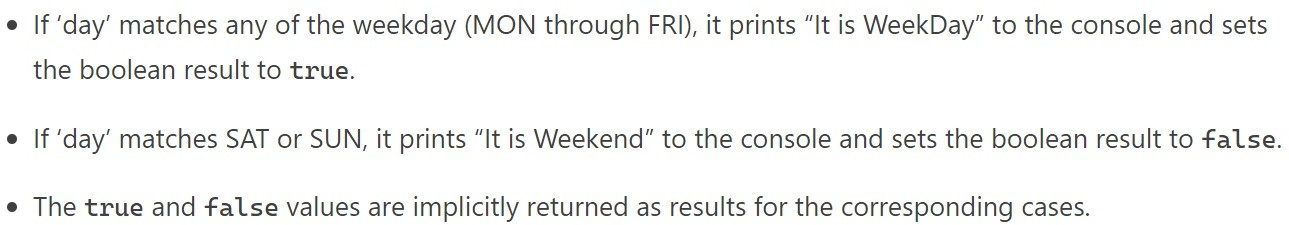 • If ‘day’ matches any of the weekday (MON through FRI), it prints “It is WeekDay” to the console and sets
the boolean result to true.
• If ‘day’ matches SAT or SUN, it prints “It is Weekend” to the console and sets the boolean result to false.
• The true and false values are implicitly returned as results for the corresponding cases.